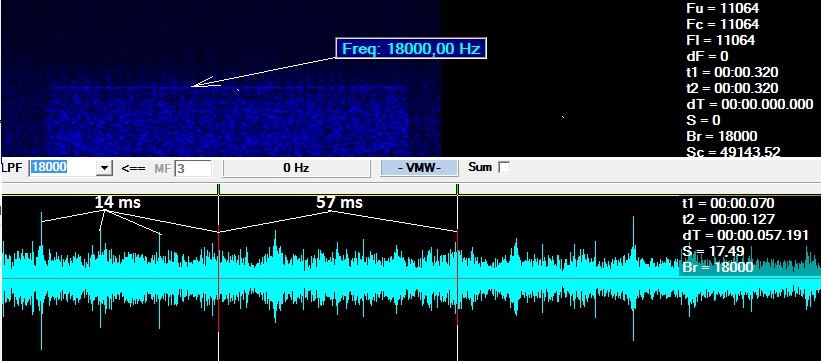 Fu = 11064
Fc = 11064
Fl = 11064
dF = 0
t1 = 00:00.320
t2 = 00:00.320
dT = 00:00.000.000
S = 0
Br = 18000
Sc = 49143.52
Freq: 18000,00 Hz
LPF 18000 <== MF 3 0 Hz - VMW- Sum
14 ms 57 ms
t1 = 00:00.070
t2 = 00:00.127
dT = 00:00.057.191
S = 17.49
Br = 18000